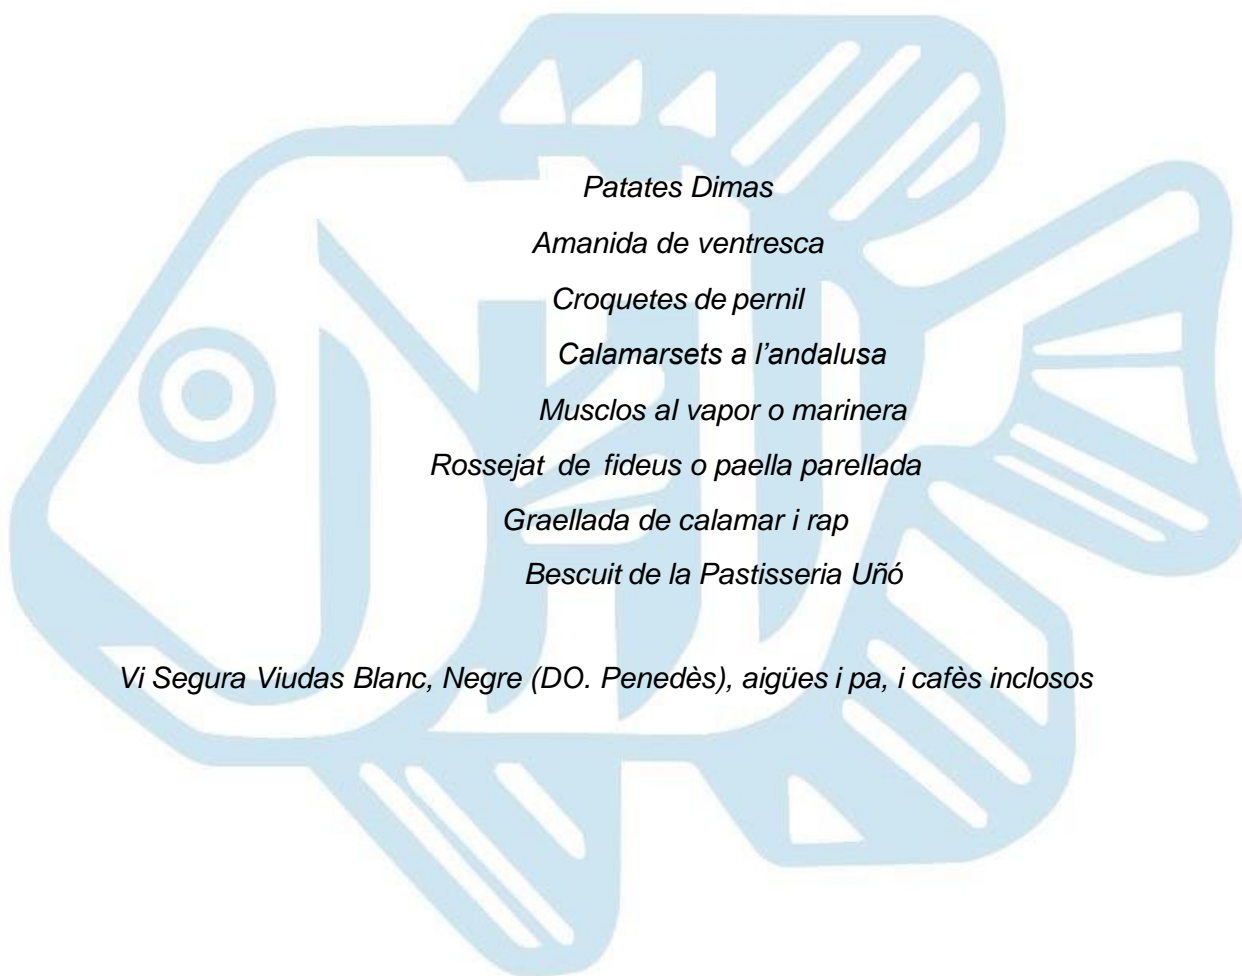 Patates Dimas
Amanida de ventresca
Croquetes de pernil
Calamarsets a l’andalusa
Musclos al vapor o marinera
Rossejat de fideus o paella parellada
Graellada de calamar i rap
Bescuit de la Pastisseria Uñó
Vi Segura Viudas Blanc, Negre (DO. Penedès), aigües i pa, i cafès inclosos